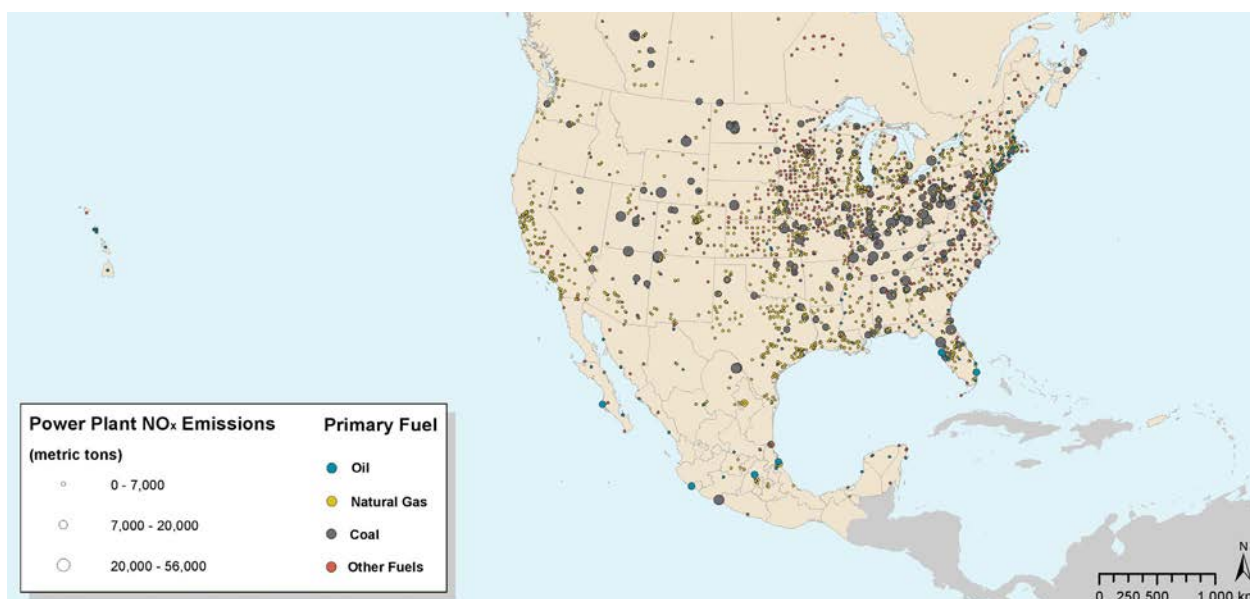 Power Plant NOx Emissions
(metric tons)
0 - 7,000
7,000 - 20,000
20,000 - 56,000
Primary Fuel
Oil
Natural Gas
Coal
Other Fuels
N
0 250 500 1,000 km